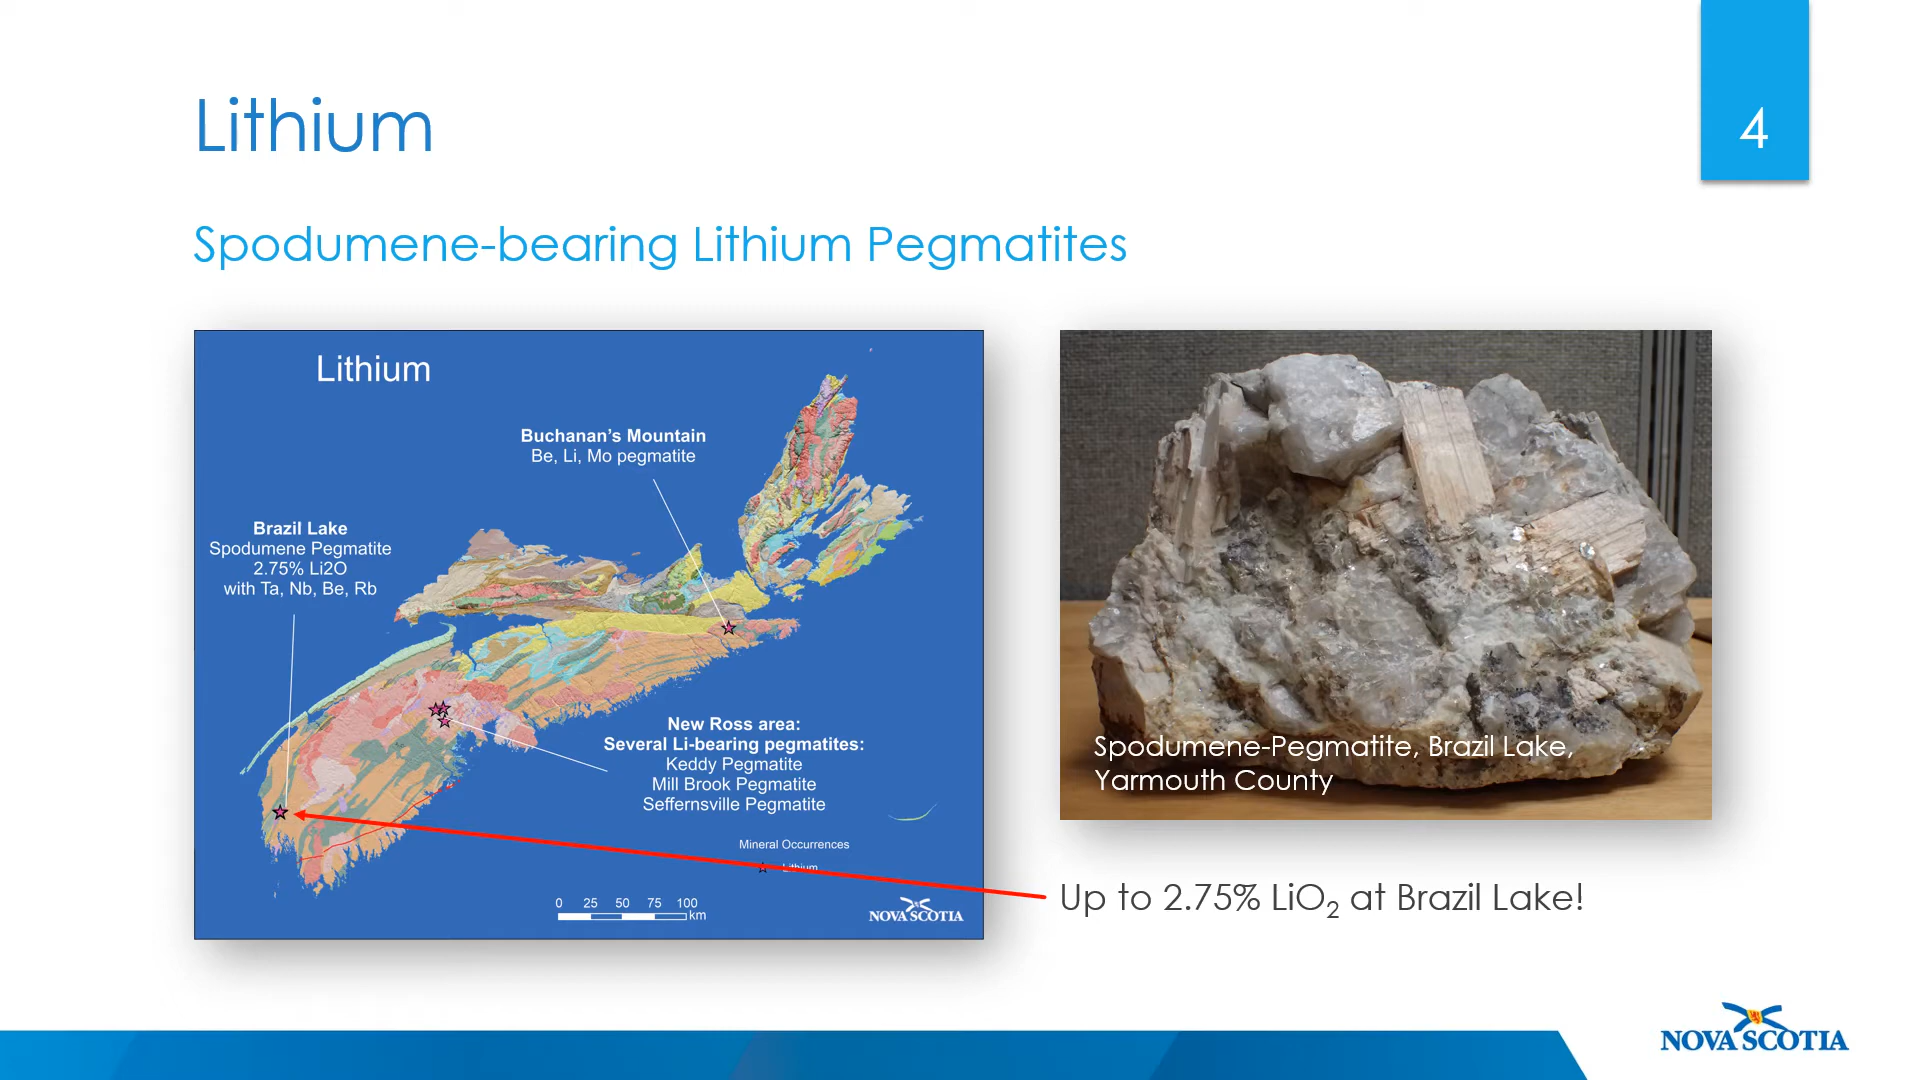 Lithium
4
Spodumene-bearing Lithium Pegmatites
Lithium
Buchanan’s Mountain
Be, Li, Mo pegmatite
Brazil Lake
Spodumene Pegmatite
2.75% Li2O
with Ta, Nb, Be, Rb
New Ross area:
Several Li-bearing pegmatites:
Keddy Pegmatite
Mill Brook Pegmatite
Seffernsville Pegmatite
Mineral Occurrences
Lithium
0 25 50 75 100
km
NOVA SCOTIA
Spodumene-Pegmatite, Brazil Lake,
Yarmouth County
Up to 2.75% LiO₂ at Brazil Lake!
NOVA SCOTIA